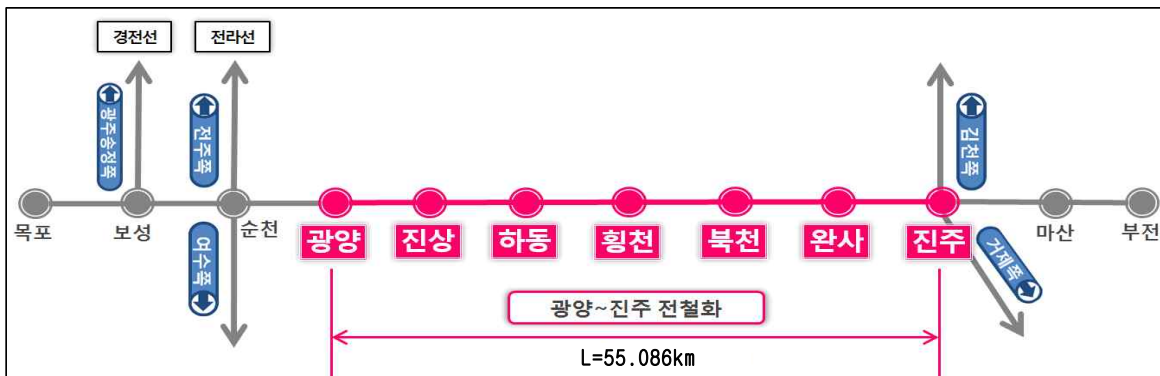 경전선
전라선
광주송정쪽
전주쪽
김천쪽
목포
보성
순천
광양
진상
하동
횡천
북천
완사
진주
마산
부전
여수쪽
거제쪽
광양~진주 전철화
L=55.086km